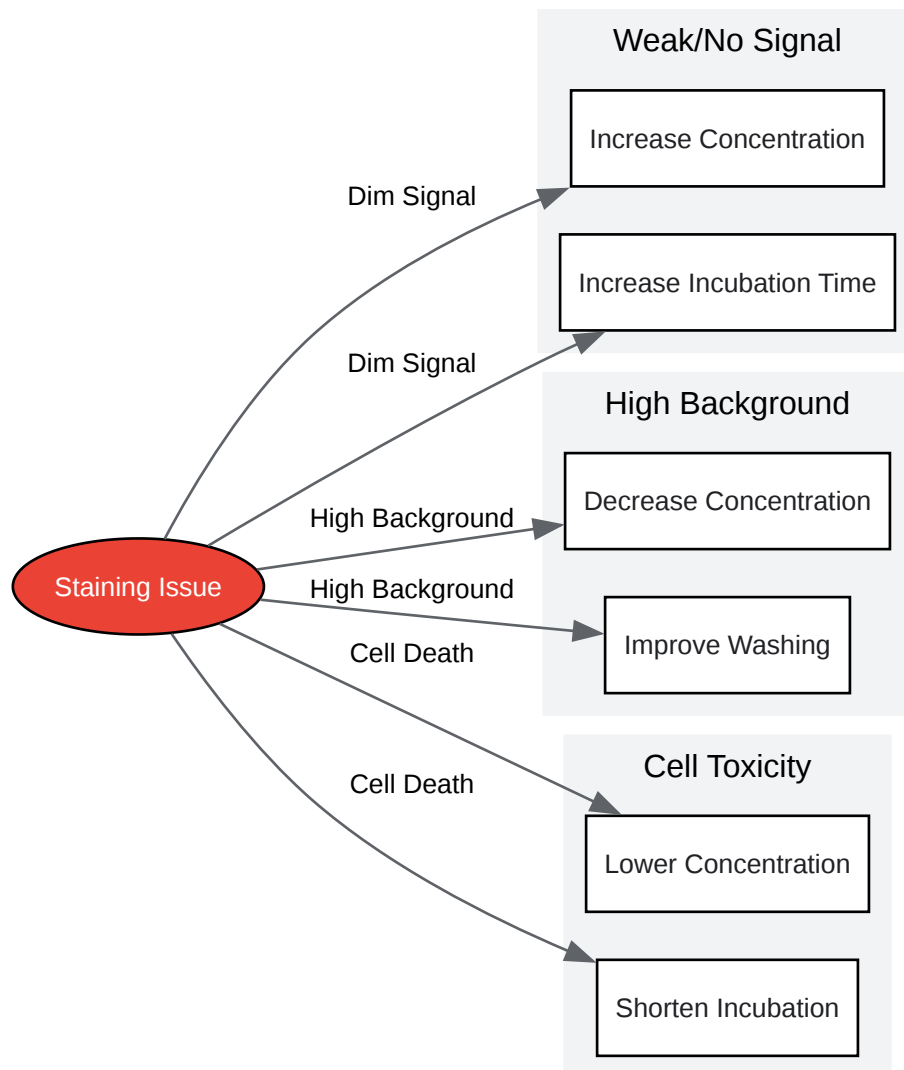 Weak/No Signal
Increase Concentration
Dim Signal
Increase Incubation Time
Dim Signal
High Background
Decrease Concentration
High Background
Staining Issue
High Background
Improve Washing
Cell Death
Cell Toxicity
Cell Death
Lower Concentration
Shorten Incubation